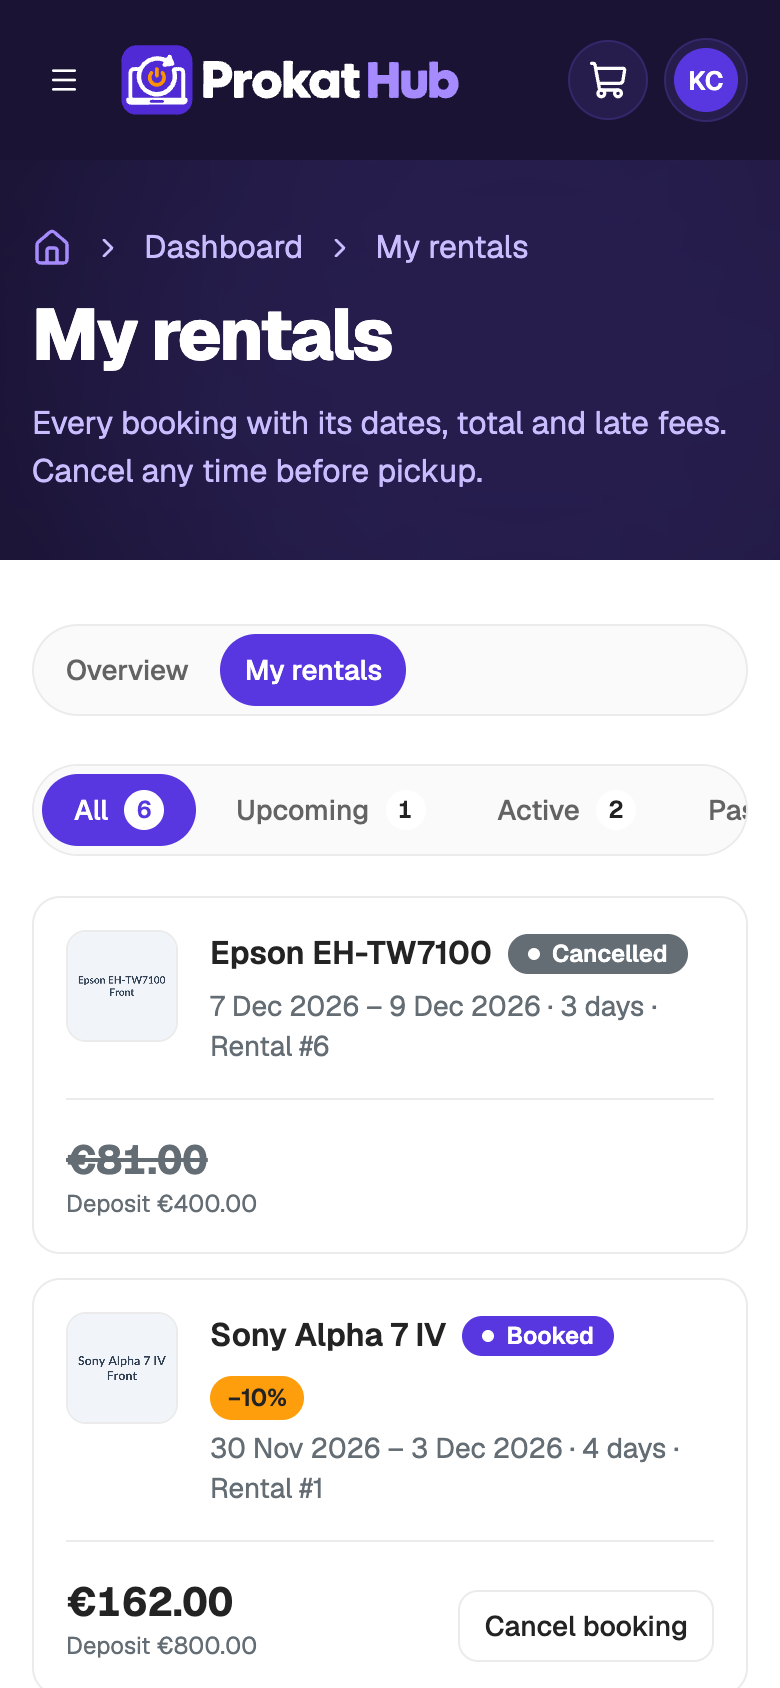 Prokat Hub
KC
Dashboard
My rentals
My rentals
Every booking with its dates, total and late fees.
Cancel any time before pickup.
Overview
My rentals
All 6
Upcoming 1
Active 2
Pas
Epson EH-TW7100
Front
Epson EH-TW7100
Cancelled
7 Dec 2026 – 9 Dec 2026 · 3 days ·
Rental #6
€81.00
Deposit €400.00
Sony Alpha 7 IV
Front
Sony Alpha 7 IV
Booked
−10%
30 Nov 2026 – 3 Dec 2026 · 4 days ·
Rental #1
€162.00
Deposit €800.00
Cancel booking